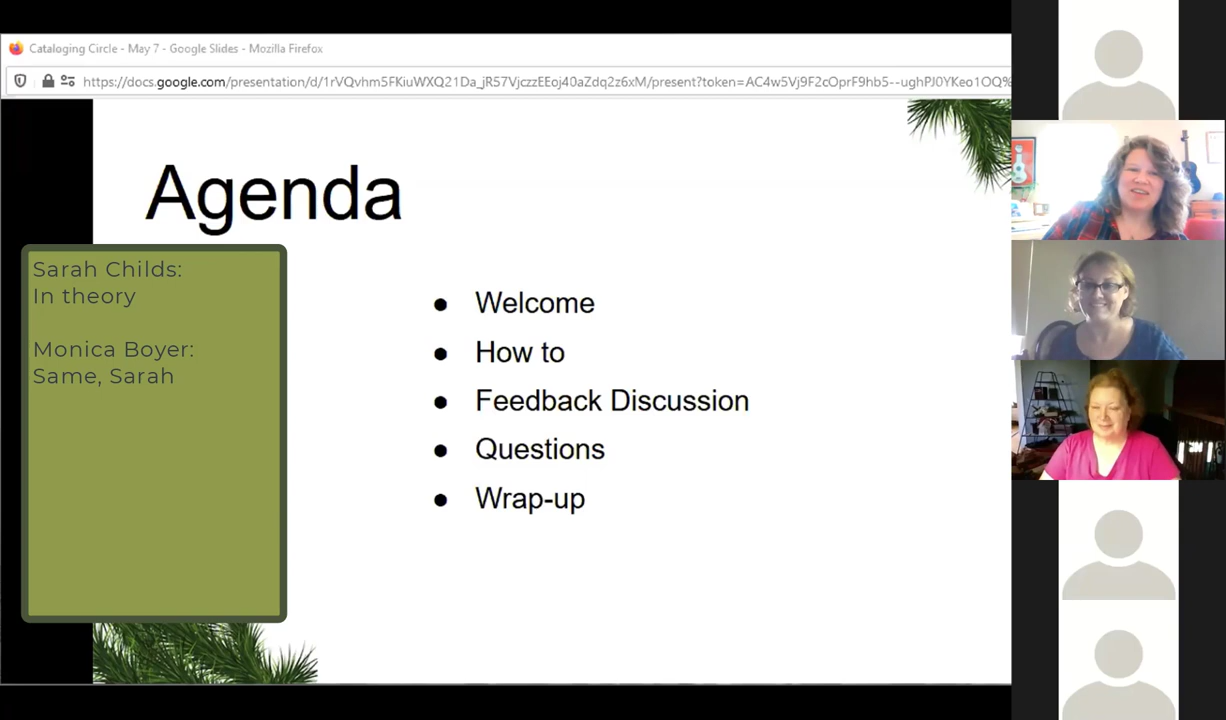 Cataloging Circle - May 7 - Google Slides - Mozilla Firefox
https://docs.google.com/presentation/d/1rVQvhm5FKiuWXQ21Da_jR57VjczzEEoj40aZdq2z6xM/present?token=AC4w5Vj9F2cOprF9hb5--ughPJ0YKeo1OQ%
Agenda
Sarah Childs:
In theory
Monica Boyer:
Same, Sarah
● Welcome
● How to
● Feedback Discussion
● Questions
● Wrap-up